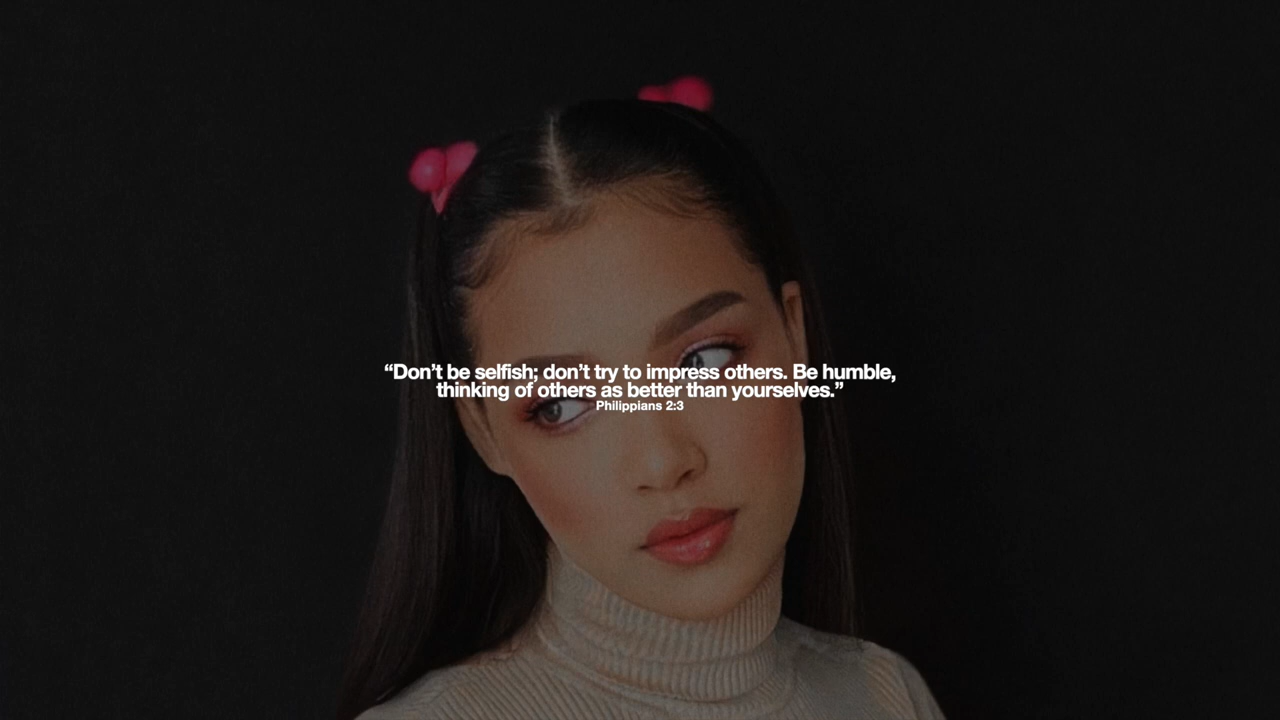 “Don’t be selfish; don’t try to impress others. Be humble,
thinking of others as better than yourselves.”
Philippians 2:3